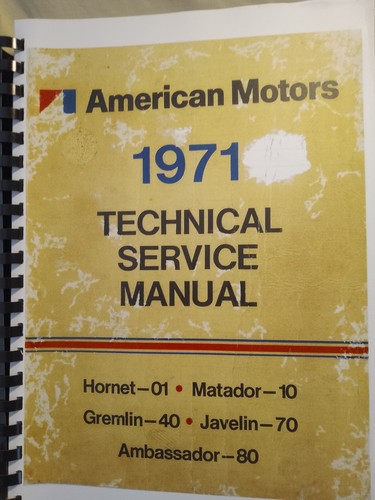 American Motors
1971
TECHNICAL
SERVICE
MANUAL
Hornet—01 • Matador—10
Gremlin—40 • Javelin—70
Ambassador—80